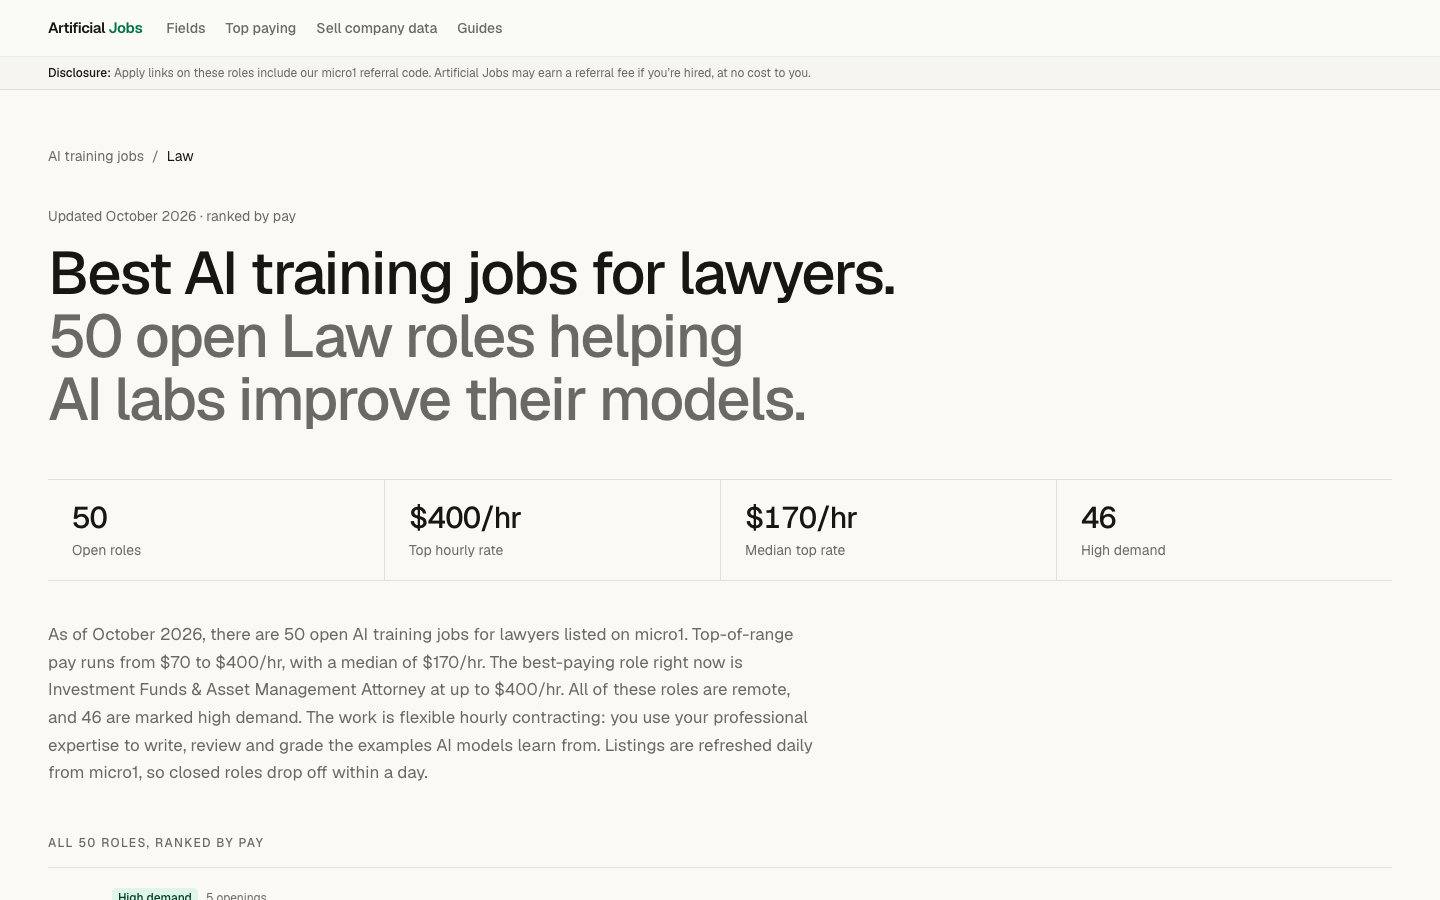 Artificial Jobs Fields Top paying Sell company data Guides
Disclosure: Apply links on these roles include our micro1 referral code. Artificial Jobs may earn a referral fee if you’re hired, at no cost to you.
AI training jobs / Law
Updated October 2026 · ranked by pay
Best AI training jobs for lawyers.
50 open Law roles helping
AI labs improve their models.
50
Open roles
$400/hr
Top hourly rate
$170/hr
Median top rate
46
High demand
As of October 2026, there are 50 open AI training jobs for lawyers listed on micro1. Top-of-range
pay runs from $70 to $400/hr, with a median of $170/hr. The best-paying role right now is
Investment Funds & Asset Management Attorney at up to $400/hr. All of these roles are remote,
and 46 are marked high demand. The work is flexible hourly contracting: you use your professional
expertise to write, review and grade the examples AI models learn from. Listings are refreshed daily
from micro1, so closed roles drop off within a day.
ALL 50 ROLES, RANKED BY PAY
High demand 5 openings